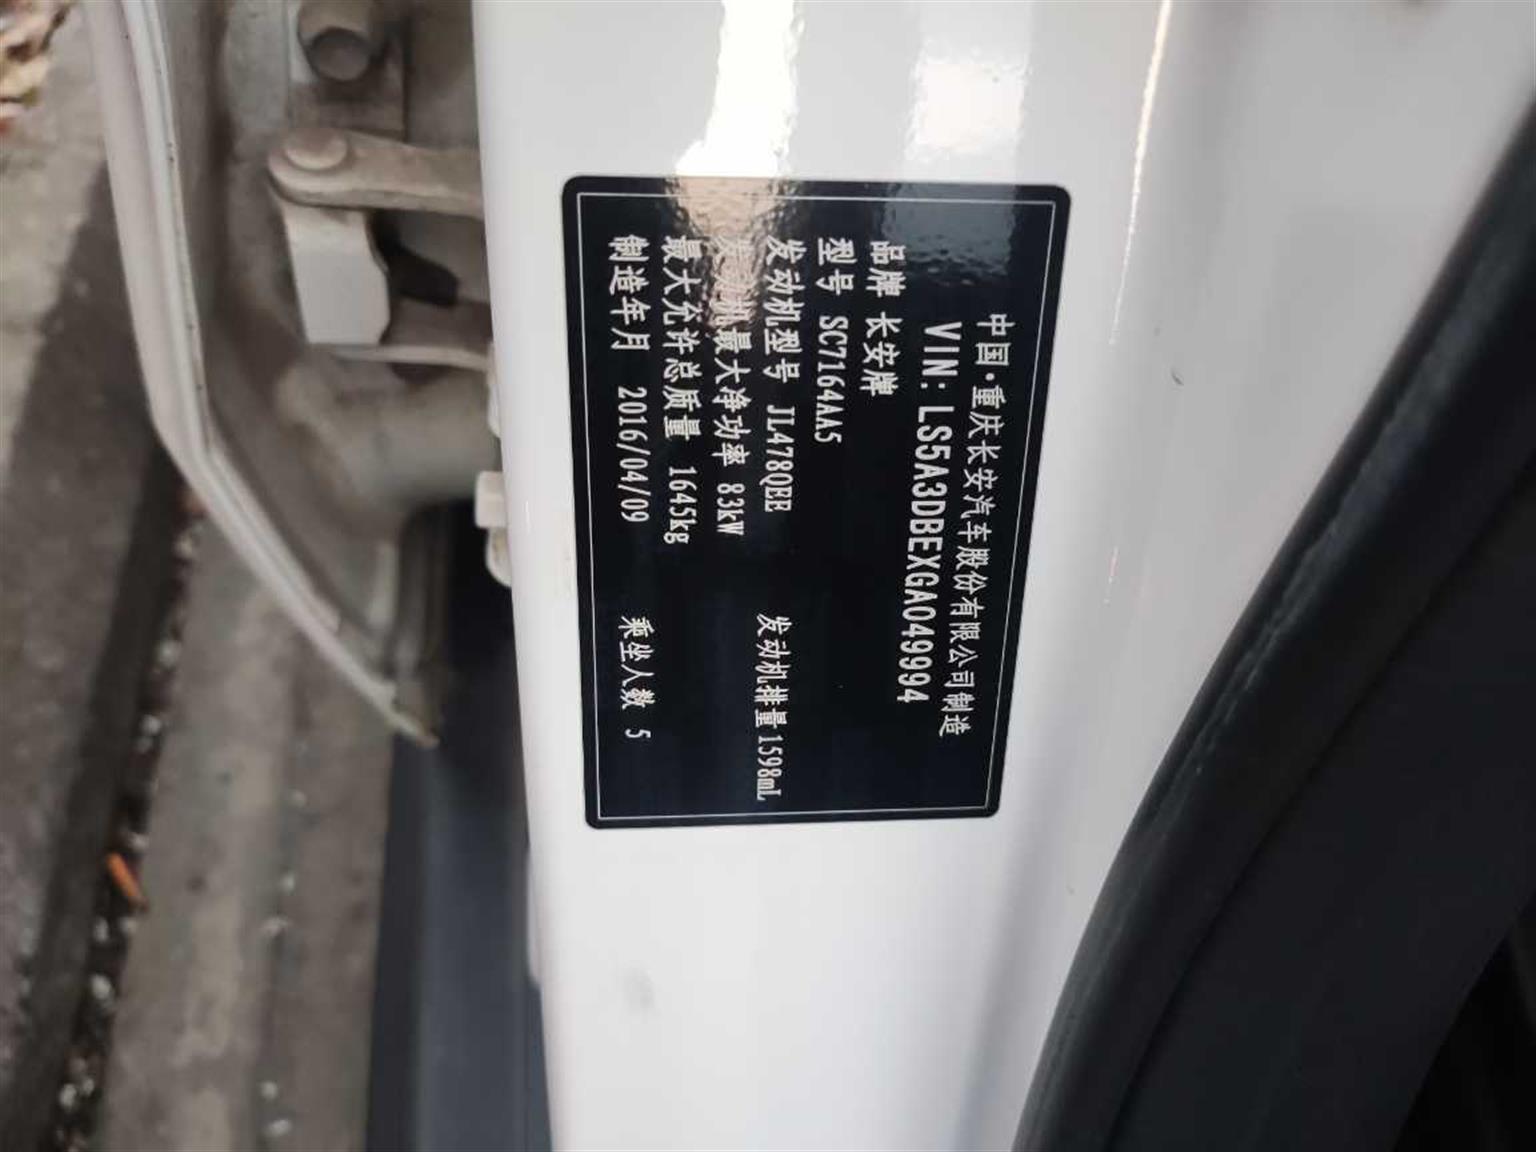 中国·重庆长安汽车股份有限公司制造
VIN: LS5A3DBEXGA049994
品牌 长安牌
型号 SC7164AA5
发动机型号 JL478QEE 发动机排量 1598mL
发动机最大净功率 83kW
最大允许总质量 1645kg
制造年月 2016/04/09 乘坐人数 5